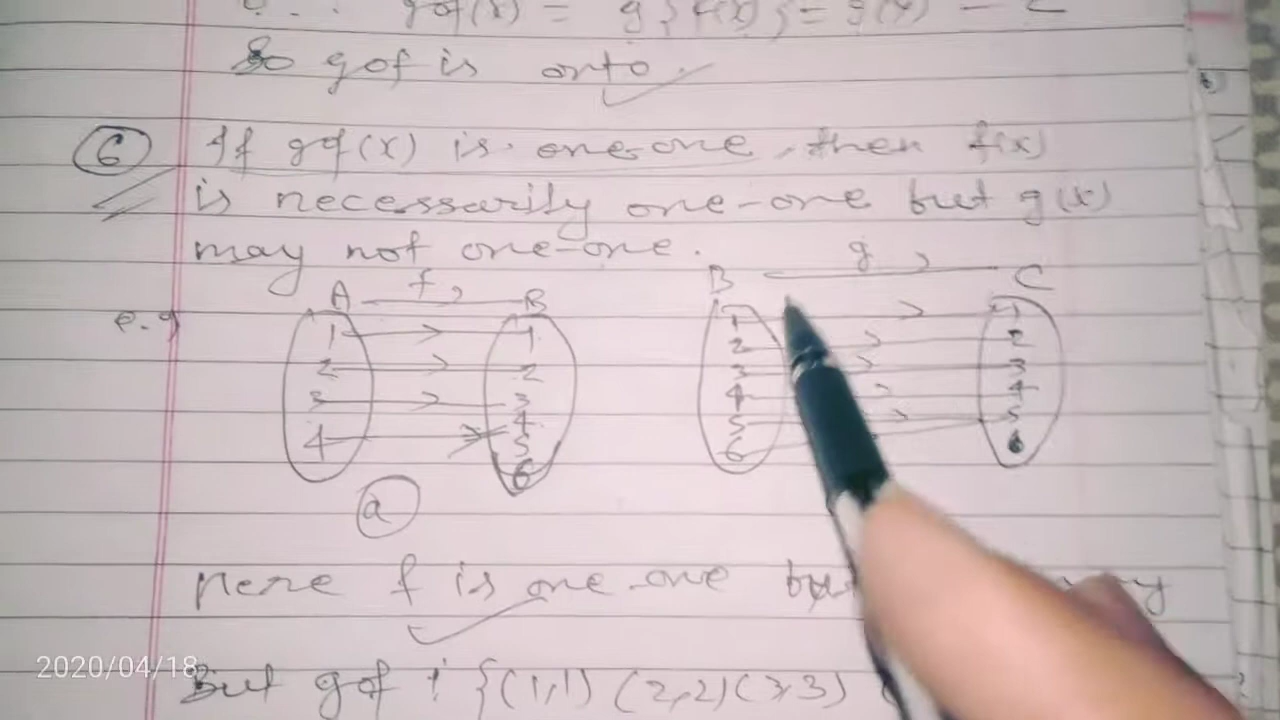 gof(x) = g{f(x)} = g(y) = z
So gof is onto.
6 If gof(x) is one-one, then f(x)
is necessarily one-one but g(x)
may not one-one.
A f B B g C
e.g 1 1 1 1
2 2 2 2
3 3 3 3
4 4 4 4
5 5 5
6 6 6
a
Here f is one-one but
But gof : {(1,1) (2,2) (3,3)
2020/04/18